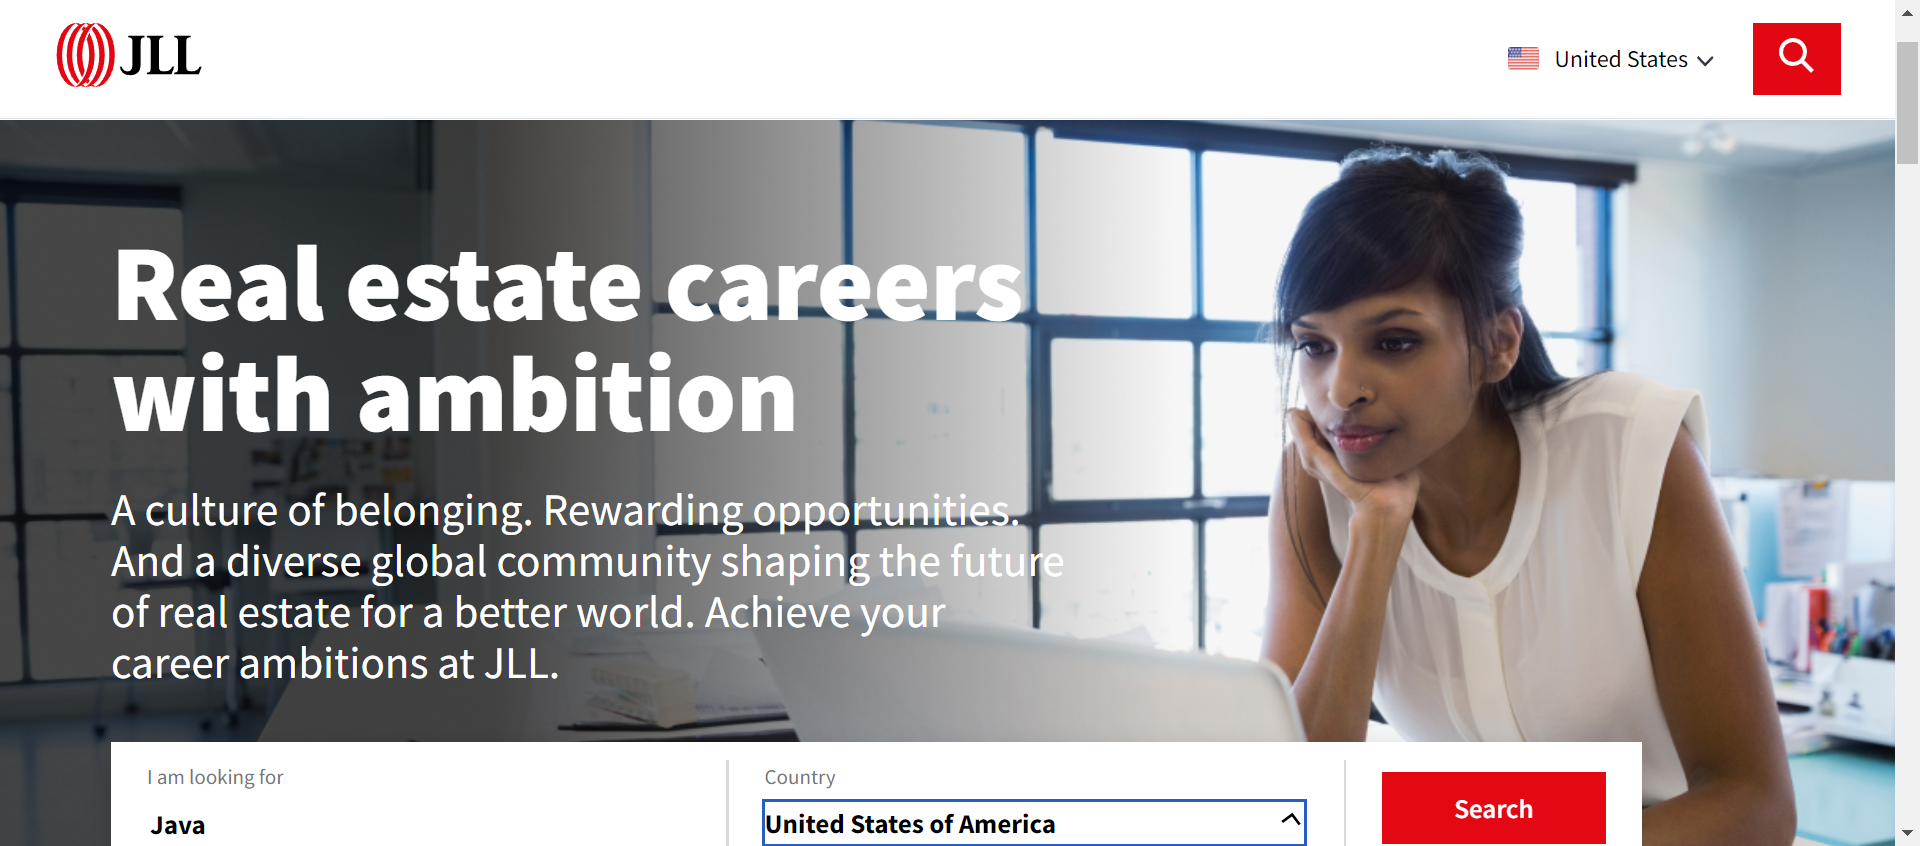 JLL
United States
Real estate careers
with ambition
A culture of belonging. Rewarding opportunities.
And a diverse global community shaping the future
of real estate for a better world. Achieve your
career ambitions at JLL.
I am looking for
Java
Country
United States of America
Search